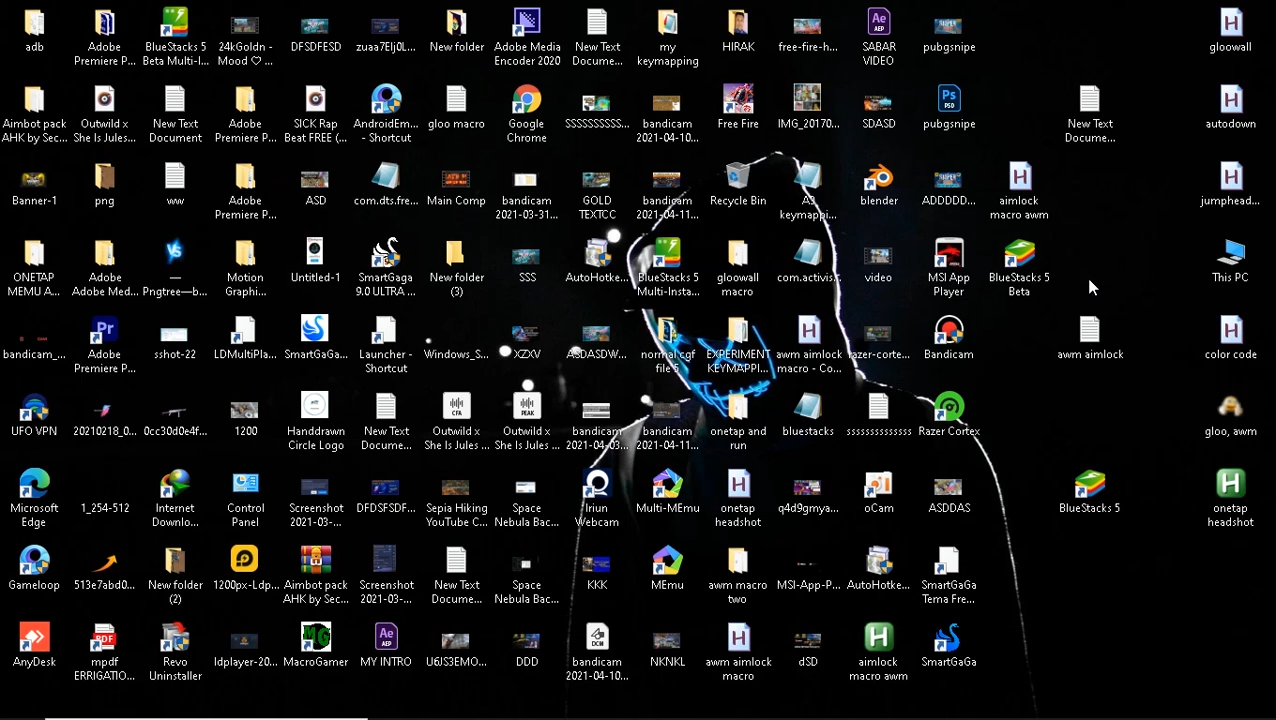 adb
Adobe
Premiere P...
BlueStacks 5
Beta Multi-I...
24kGoldn -
Mood ♡ ...
DFSDFESD
zuaa7EIj0L...
New folder
Adobe Media
Encoder 2020
New Text
Docume...
my
keymapping
HIRAK
free-fire-h...
SABAR
VIDEO
pubgsnipe
gloowall
Aimbot pack
AHK by Sec...
Outwild x
She Is Jules...
New Text
Document
Adobe
Premiere P...
SICK Rap
Beat FREE (...
AndroidEm...
- Shortcut
gloo macro
Google
Chrome
SSSSSSSSSS...
bandicam
2021-04-10...
Free Fire
IMG_20170...
SDASD
pubgsnipe
New Text
Docume...
autodown
Banner-1
png
ww
Adobe
Premiere P...
ASD
com.dts.fre...
Main Comp
bandicam
2021-03-31...
GOLD
TEXTCC
bandicam
2021-04-11...
Recycle Bin
A3
keymappi...
blender
ADDDDD...
aimlock
macro awm
jumphead...
ONETAP
MEMU A...
Adobe
Adobe Med...
—
Pngtree—b...
Motion
Graphi...
Untitled-1
SmartGaga
9.0 ULTRA ...
New folder
(3)
SSS
AutoHotke...
BlueStacks 5
Multi-Insta...
gloowall
macro
com.activis...
video
MSI App
Player
BlueStacks 5
Beta
This PC
bandicam_...
Adobe
Premiere P...
sshot-22
LDMultiPla...
SmartGaGa...
Launcher -
Shortcut
Windows_S...
XZXV
ASDASDW...
normal cgf
file 5
EXPERIMENT
KEYMAPPI...
awm aimlock
macro - Co...
razer-corte...
Bandicam
awm aimlock
color code
UFO VPN
20210218_0...
0cc30d0e4f...
1200
Handdrawn
Circle Logo
New Text
Docume...
CFA
Outwild x
She Is Jules ...
PEAK
Outwild x
She Is Jules ...
bandicam
2021-04-03...
bandicam
2021-04-11...
onetap and
run
bluestacks
sssssssssssss
Razer Cortex
gloo, awm
Microsoft
Edge
1_254-512
Internet
Downlo...
Control
Panel
Screenshot
2021-03-...
DFDSFSDF...
Sepia Hiking
YouTube C...
Space
Nebula Bac...
Iriun
Webcam
Multi-MEmu
onetap
headshot
q4d9gmya...
oCam
ASDDAS
BlueStacks 5
onetap
headshot
Gameloop
513e7abd0...
New folder
(2)
1200px-Ldp...
Aimbot pack
AHK by Sec...
Screenshot
2021-03-...
New Text
Docume...
Space
Nebula Bac...
KKK
MEmu
awm macro
two
MSI-App-P...
AutoHotke...
SmartGaGa
Tema Fre...
AnyDesk
PDF
mpdf
ERRIGATIO...
Revo
Uninstaller
ldplayer-20...
MacroGamer
MY INTRO
U6JS3EMO...
DDD
DCM
bandicam
2021-04-10...
NKNKL
awm aimlock
macro
dSD
aimlock
macro awm
SmartGaGa